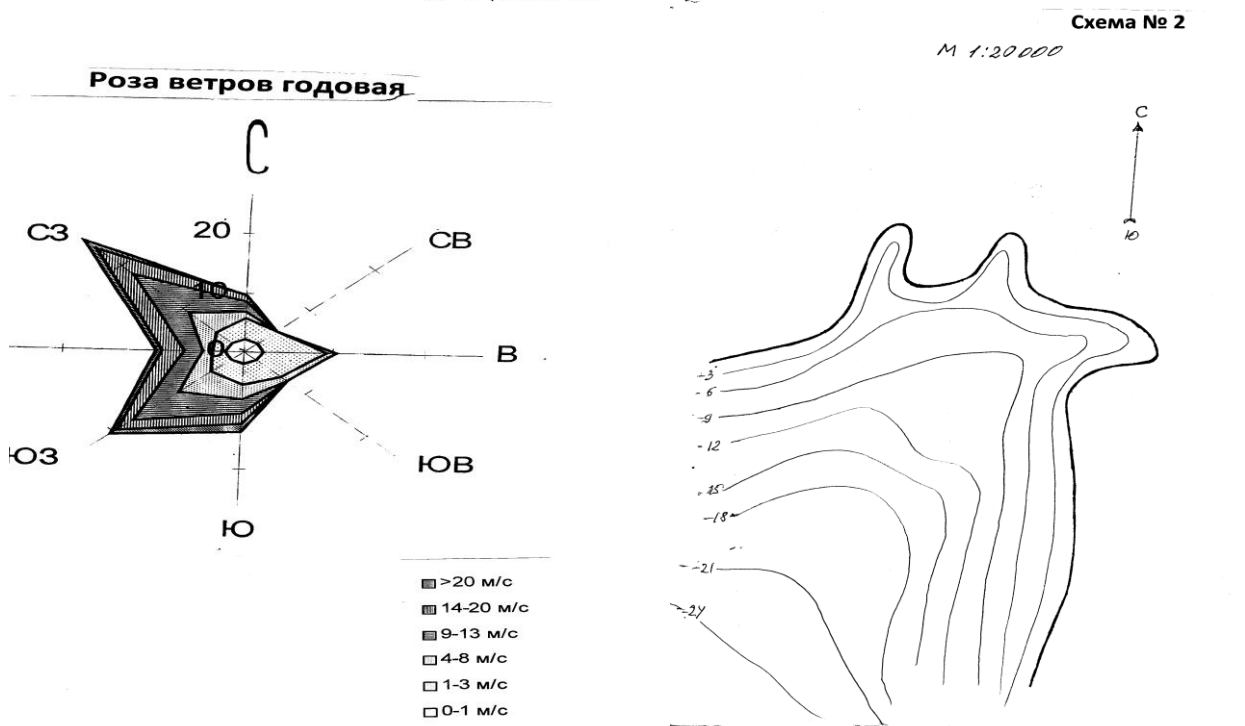 Схема № 2
М 1:20000
Роза ветров годовая
С
20
СЗ
СВ
10
0
В
ЮЗ
ЮВ
Ю
>20 м/с
14-20 м/с
9-13 м/с
4-8 м/с
1-3 м/с
0-1 м/с
С
Ю
-3
-6
-9
-12
-15
-18
-21
-24